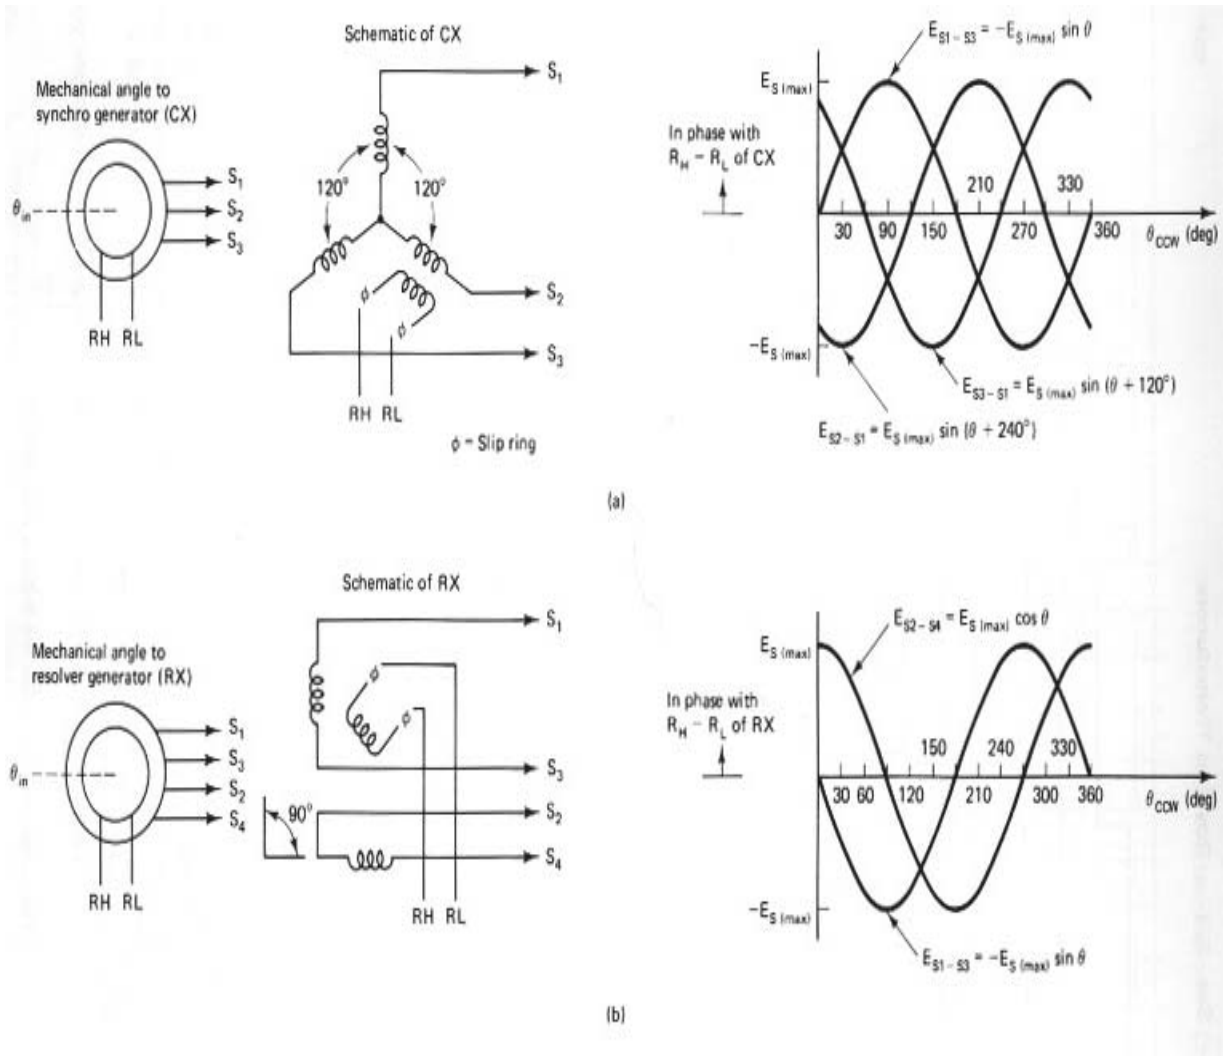 Schematic of CX
Mechanical angle to
synchro generator (CX)
θin
S1
S2
S3
RH RL
120° 120°
S1
S2
S3
ϕ
ϕ
RH RL
ϕ - Slip ring
ES1-S3 = -ES (max) sin θ
ES (max)
In phase with
RH - RL of CX
210 330
30 90 150 270 360
θCCW (deg)
-ES (max)
ES3-S1 = ES (max) sin (θ + 120°)
ES2-S1 = ES (max) sin (θ + 240°)
(a)
Schematic of RX
Mechanical angle to
resolver generator (RX)
θin
S1
S3
S2
S4
RH RL
S1
ϕ
ϕ
S3
S2
90°
S4
RH RL
ES2-S4 = ES (max) cos θ
ES (max)
In phase with
RH - RL of RX
150 240 330
30 60 120 210 300 360
θCCW (deg)
-ES (max)
ES1-S3 = -ES (max) sin θ
(b)